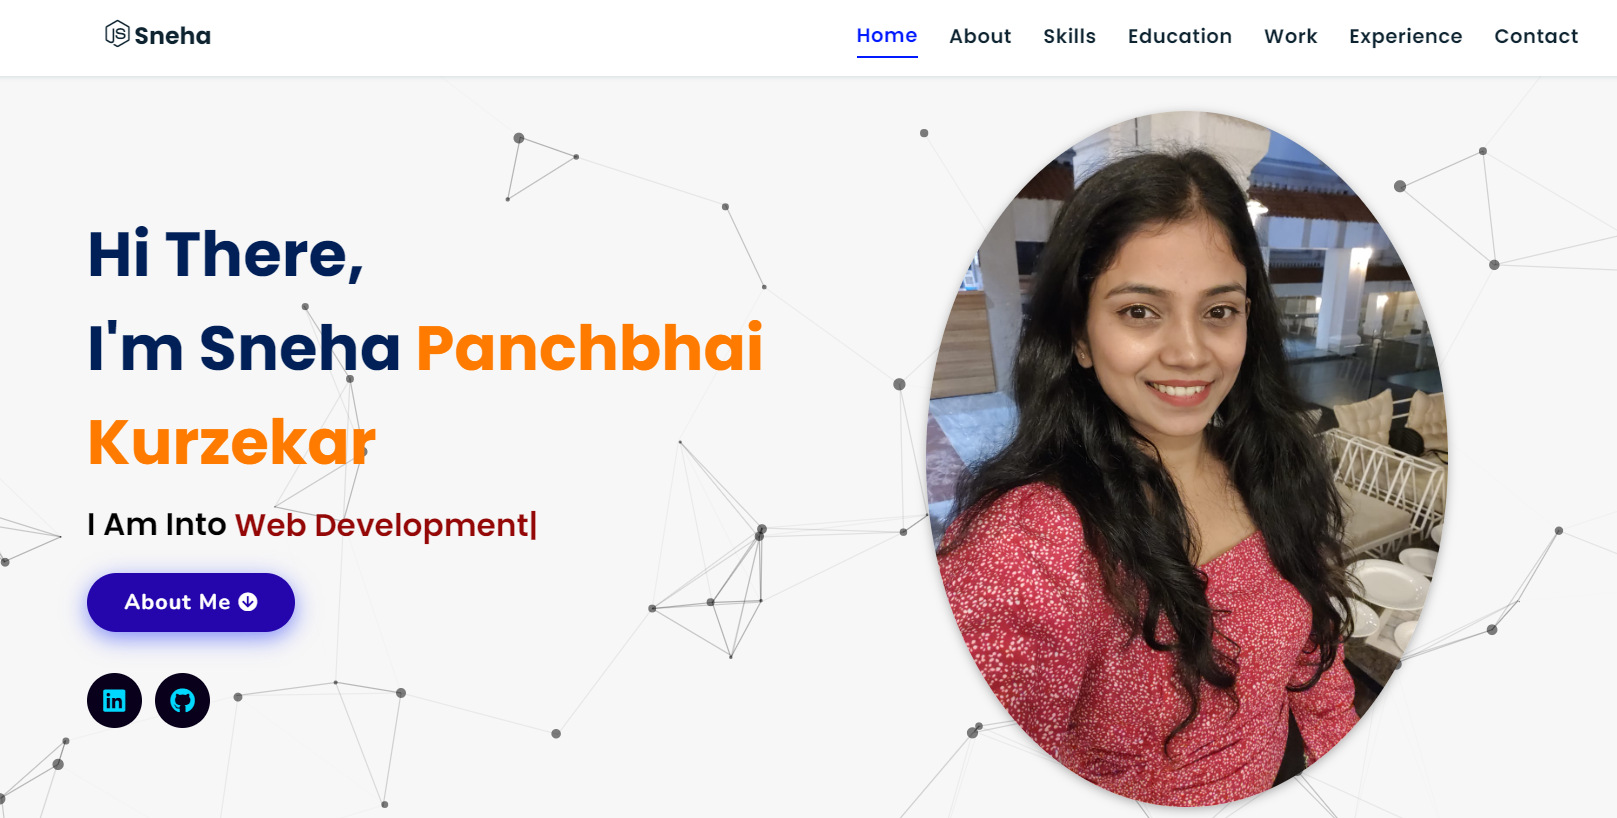 Sneha
Home About Skills Education Work Experience Contact
Hi There,
I'm Sneha Panchbhai
Kurzekar
I Am Into Web Development|
About Me